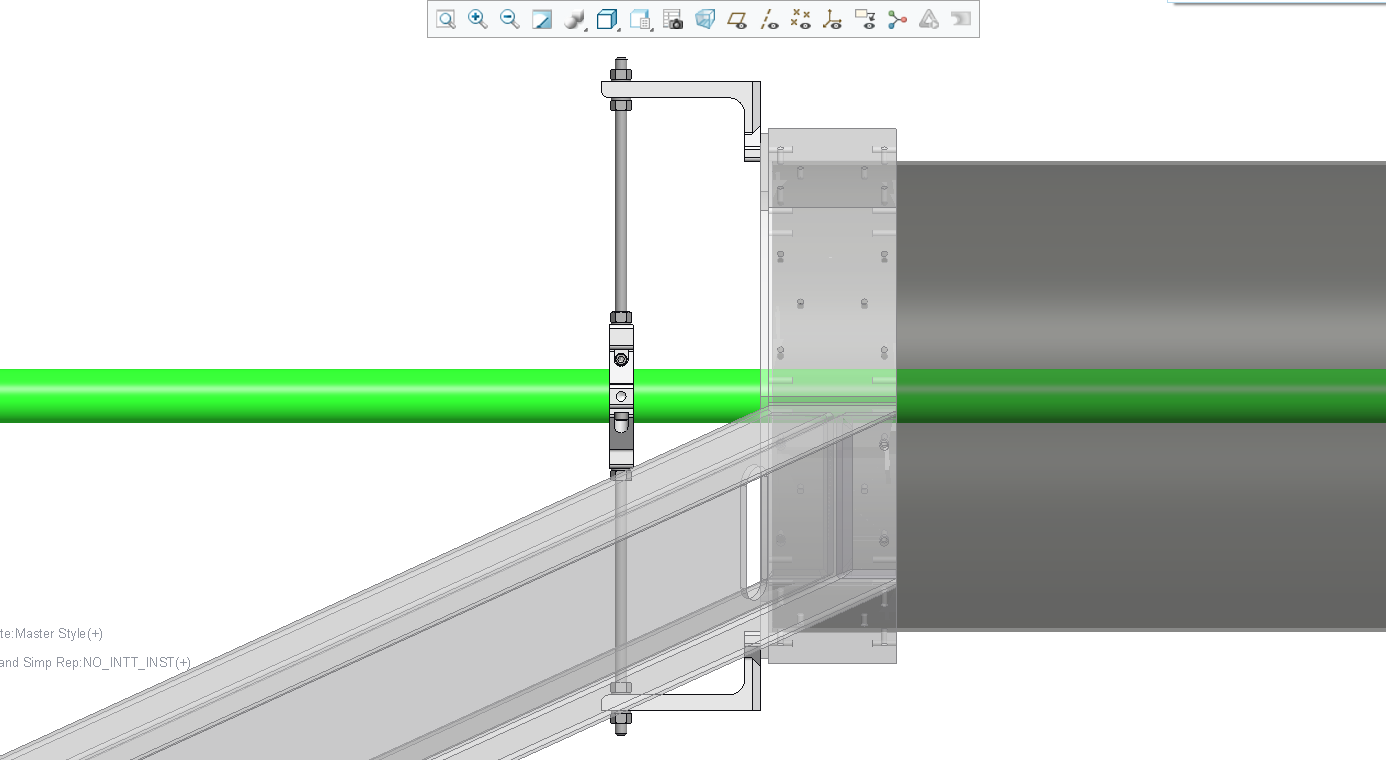 te:Master Style(+)
and Simp Rep:NO_INTT_INST(+)